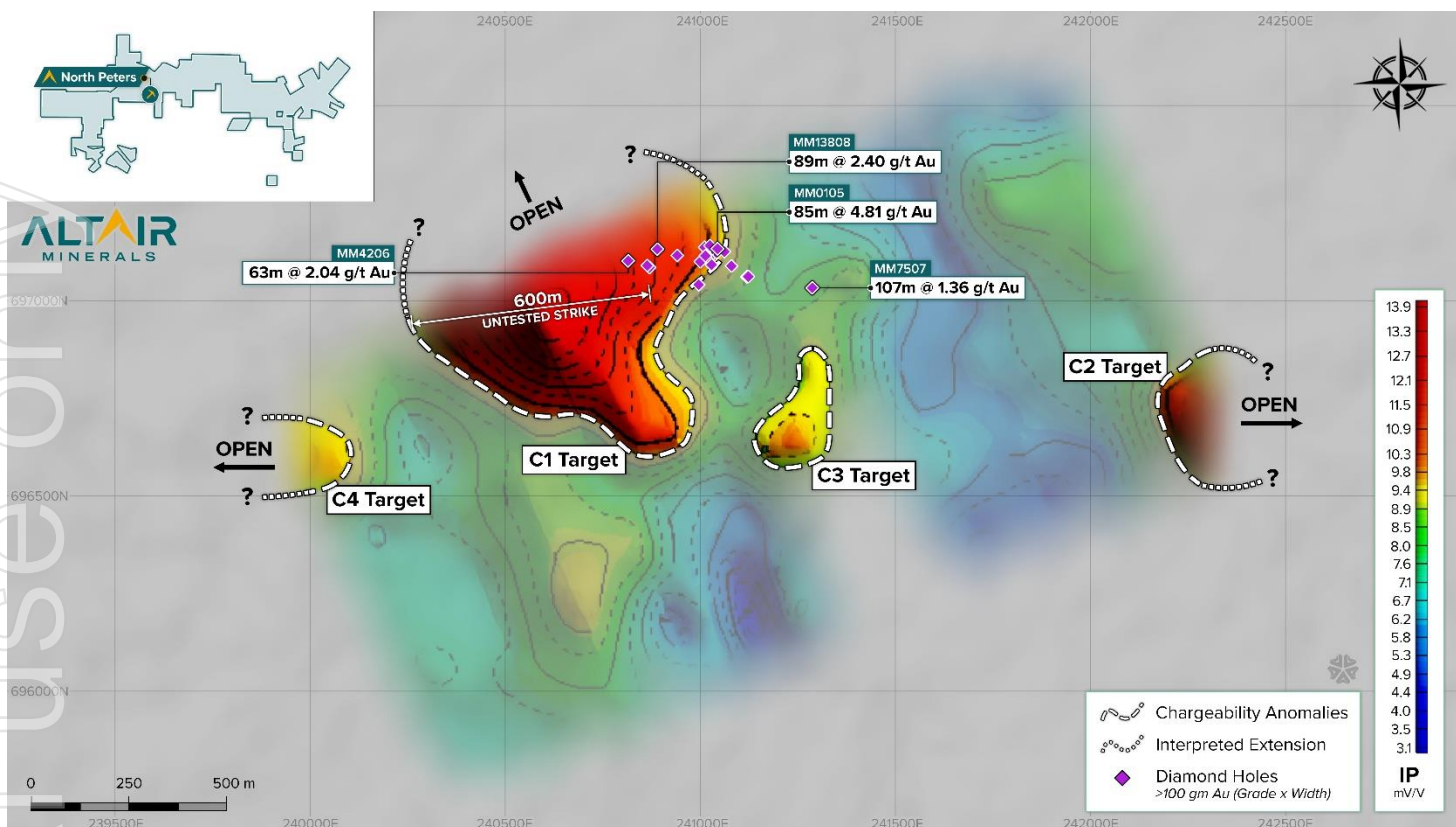 240500E
241000E
241500E
242000E
242500E
North Peters
ALTAIR
MINERALS
?
OPEN
MM13808
89m @ 2.40 g/t Au
MM0105
85m @ 4.81 g/t Au
?
MM4206
63m @ 2.04 g/t Au
MM7507
107m @ 1.36 g/t Au
697000N
600m
UNTESTED STRIKE
C2 Target
?
OPEN
?
?
OPEN
?
C4 Target
C1 Target
C3 Target
696500N
696000N
13.9
13.3
12.7
12.1
11.5
10.9
10.3
9.8
9.4
8.9
8.5
8.0
7.6
7.1
6.7
6.2
5.8
5.3
4.9
4.4
4.0
3.5
3.1
IP
mV/V
Chargeability Anomalies
Interpreted Extension
Diamond Holes
>100 gm Au (Grade x Width)
0 250 500 m
239500E
240000E
240500E
241000E
241500E
242000E
242500E
use only